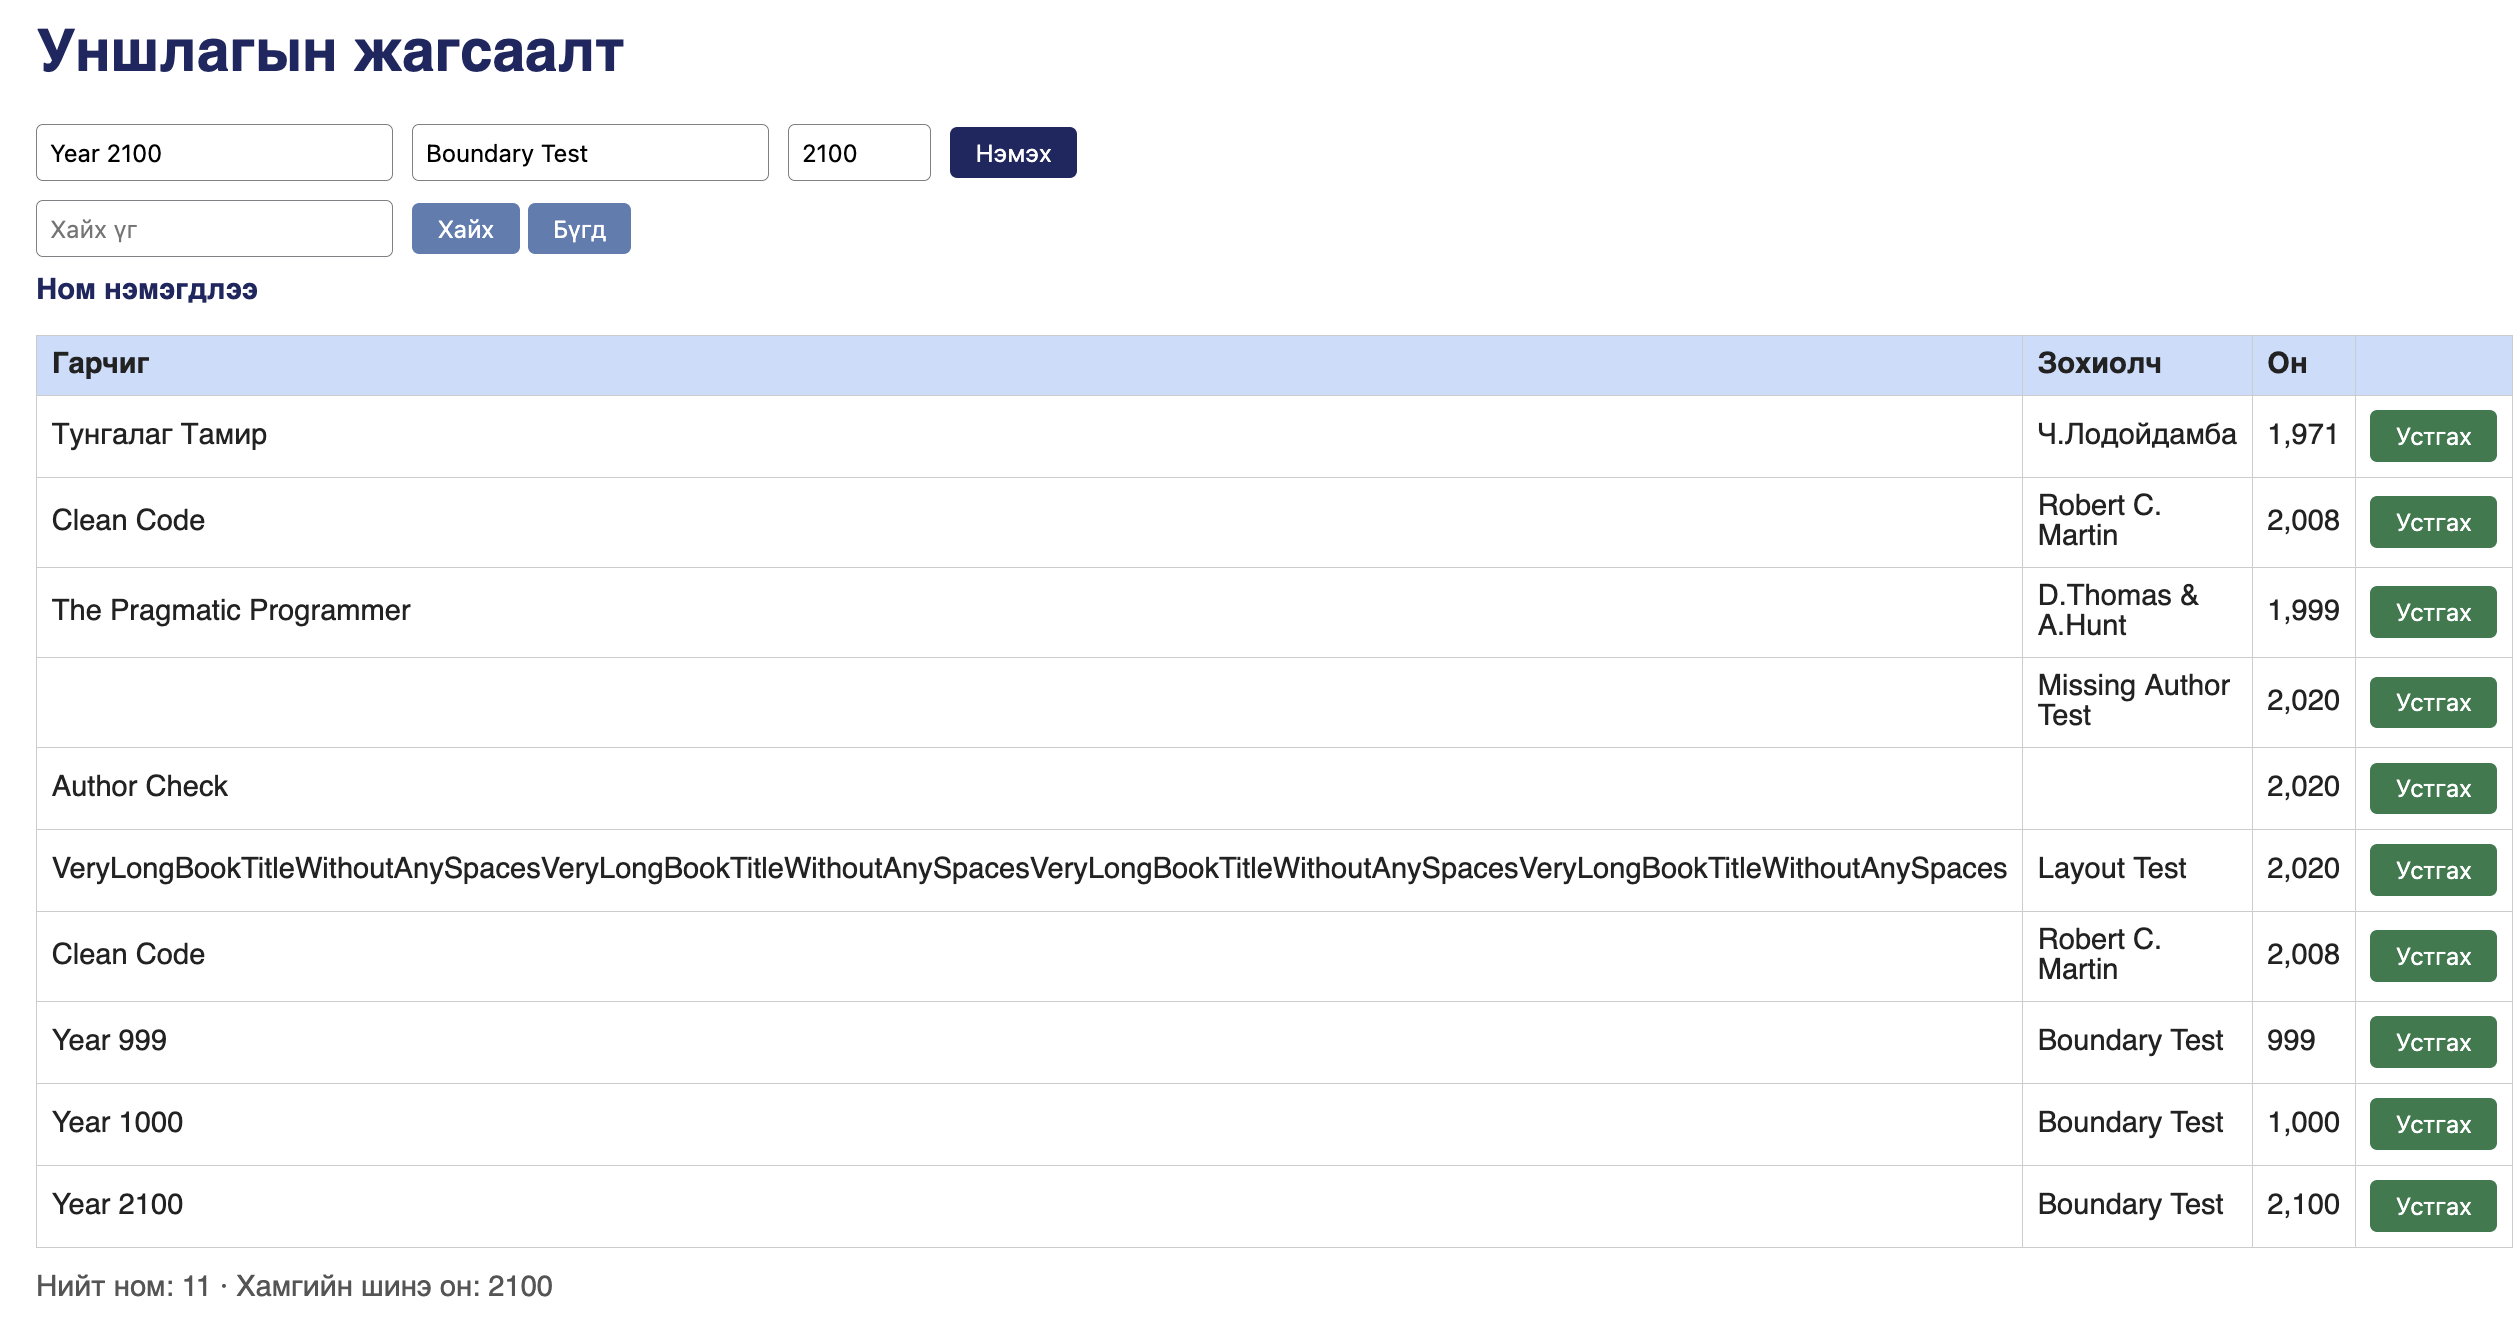 Уншлагын жагсаалт
Year 2100 Boundary Test 2100 Нэмэх
Хайх үг Хайх Бүгд
Ном нэмэгдлээ
Гарчиг Зохиолч Он
Тунгалаг Тамир Ч.Лодойдамба 1,971 Устгах
Clean Code Robert C. Martin 2,008 Устгах
The Pragmatic Programmer D.Thomas & A.Hunt 1,999 Устгах
Missing Author Test 2,020 Устгах
Author Check 2,020 Устгах
VeryLongBookTitleWithoutAnySpacesVeryLongBookTitleWithoutAnySpacesVeryLongBookTitleWithoutAnySpacesVeryLongBookTitleWithoutAnySpaces Layout Test 2,020 Устгах
Clean Code Robert C. Martin 2,008 Устгах
Year 999 Boundary Test 999 Устгах
Year 1000 Boundary Test 1,000 Устгах
Year 2100 Boundary Test 2,100 Устгах
Нийт ном: 11 · Хамгийн шинэ он: 2100